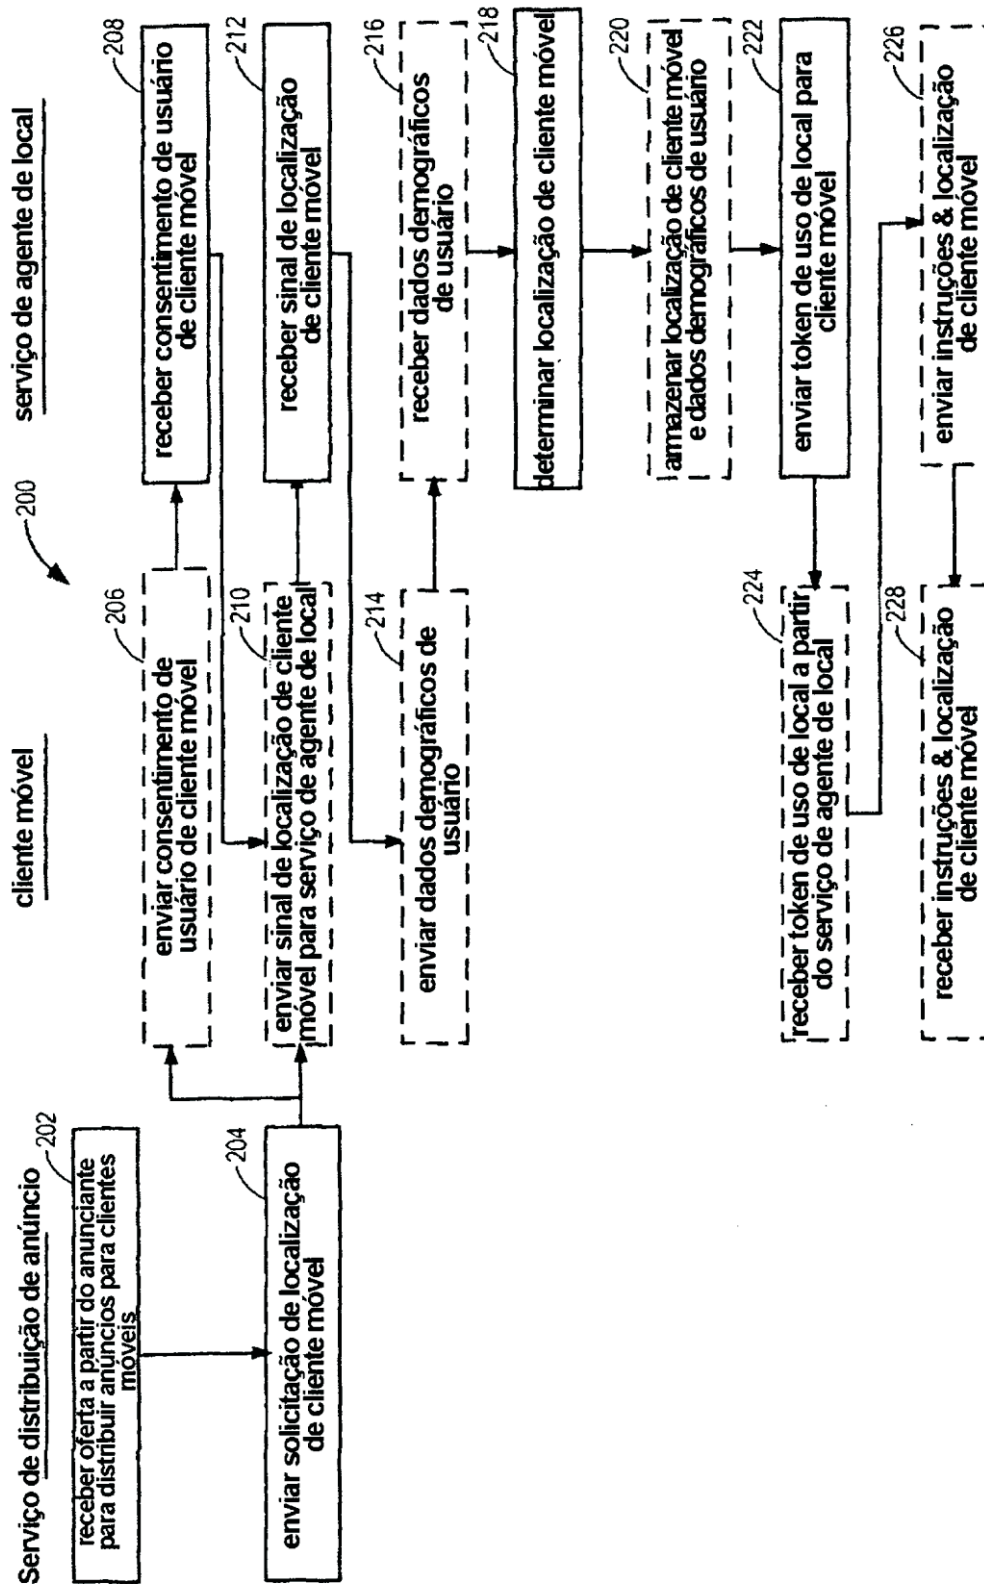 200
Serviço de distribuição de anúncio
cliente móvel
serviço de agente de local
202
receber oferta a partir do anunciante
para distribuir anúncios para clientes
móveis
204
enviar solicitação de localização
de cliente móvel
206
enviar consentimento de
usuário de cliente móvel
208
receber consentimento de usuário
de cliente móvel
210
enviar sinal de localização de cliente
móvel para serviço de agente de local
212
receber sinal de localização
de cliente móvel
214
enviar dados demográficos de
usuário
216
receber dados demográficos
de usuário
218
determinar localização de cliente móvel
220
armazenar localização de cliente móvel
e dados demográficos de usuário
222
enviar token de uso de local para
cliente móvel
224
receber token de uso de local a partir
do serviço de agente de local
226
enviar instruções & localização
de cliente móvel
228
receber instruções & localização
de cliente móvel